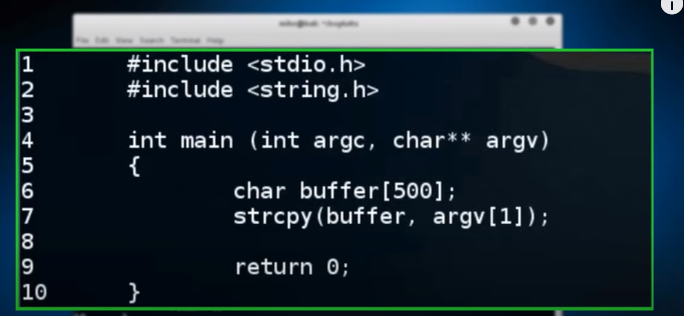 File Edit View Search Terminal Help
1 #include <stdio.h>
2 #include <string.h>
3
4 int main (int argc, char** argv)
5 {
6 char buffer[500];
7 strcpy(buffer, argv[1]);
8
9 return 0;
10 }